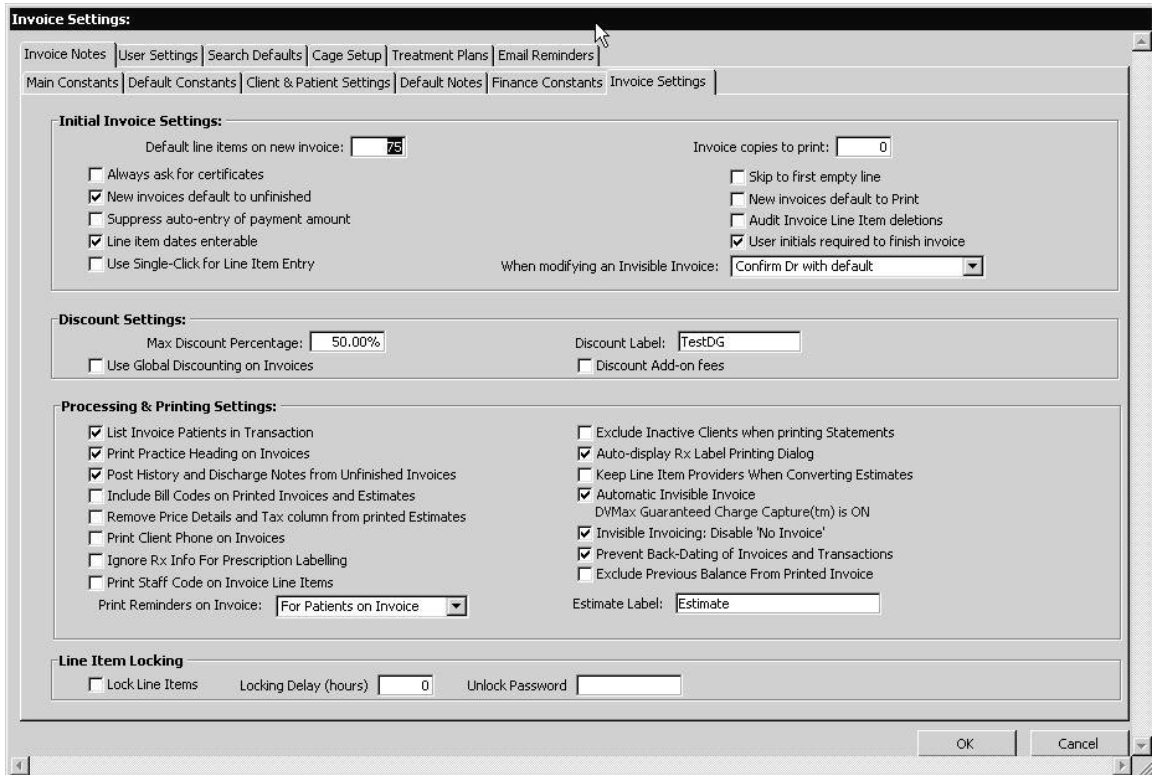 Invoice Settings:
Invoice Notes User Settings Search Defaults Cage Setup Treatment Plans Email Reminders
Main Constants Default Constants Client & Patient Settings Default Notes Finance Constants Invoice Settings
Initial Invoice Settings:
Default line items on new invoice: 75 Invoice copies to print: 0
Always ask for certificates Skip to first empty line
New invoices default to unfinished New invoices default to Print
Suppress auto-entry of payment amount Audit Invoice Line Item deletions
Line item dates enterable User initials required to finish invoice
Use Single-Click for Line Item Entry When modifying an Invisible Invoice: Confirm Dr with default
Discount Settings:
Max Discount Percentage: 50.00% Discount Label: TestDG
Use Global Discounting on Invoices Discount Add-on fees
Processing & Printing Settings:
List Invoice Patients in Transaction Exclude Inactive Clients when printing Statements
Print Practice Heading on Invoices Auto-display Rx Label Printing Dialog
Post History and Discharge Notes from Unfinished Invoices Keep Line Item Providers When Converting Estimates
Include Bill Codes on Printed Invoices and Estimates Automatic Invisible Invoice
DVMax Guaranteed Charge Capture(tm) is ON
Remove Price Details and Tax column from printed Estimates
Print Client Phone on Invoices Invisible Invoicing: Disable 'No Invoice'
Ignore Rx Info For Prescription Labelling Prevent Back-Dating of Invoices and Transactions
Print Staff Code on Invoice Line Items Exclude Previous Balance From Printed Invoice
Print Reminders on Invoice: For Patients on Invoice Estimate Label: Estimate
Line Item Locking
Lock Line Items Locking Delay (hours) 0 Unlock Password
OK Cancel